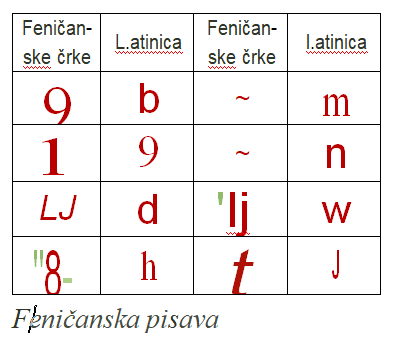 Feničan-ske črke L.atinica Feničan-ske črke l.atinica
9 b ~ m
1 9 ~ n
LJ d 'lj w
"8- h t J
Feničanska pisava